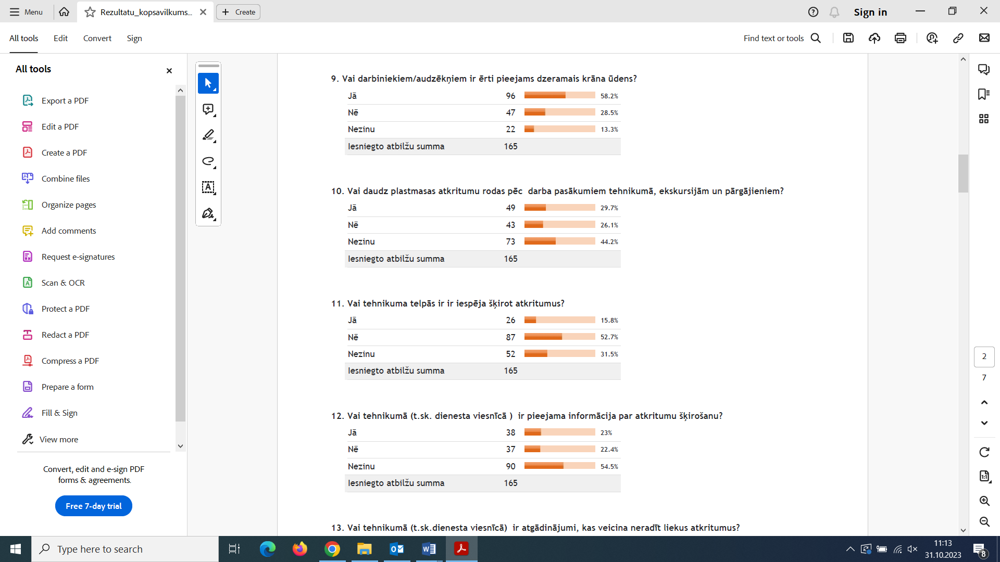 Menu
Rezultatu_kopsavilkums...
Create
Sign in
All tools
Edit
Convert
Sign
Find text or tools
All tools
Export a PDF
Edit a PDF
Create a PDF
Combine files
Organize pages
Add comments
Request e-signatures
Scan & OCR
Protect a PDF
Redact a PDF
Compress a PDF
Prepare a form
Fill & Sign
View more
Convert, edit and e-sign PDF
forms & agreements.
Free 7-day trial
9. Vai darbiniekiem/audzēkņiem ir ērti pieejams dzeramais krāna ūdens?
Jā 96 58.2%
Nē 47 28.5%
Nezinu 22 13.3%
Iesniegto atbilžu summa 165
10. Vai daudz plastmasas atkritumu rodas pēc darba pasākumiem tehnikumā, ekskursijām un pārgājieniem?
Jā 49 29.7%
Nē 43 26.1%
Nezinu 73 44.2%
Iesniegto atbilžu summa 165
11. Vai tehnikuma telpās ir ir iespēja šķirot atkritumus?
Jā 26 15.8%
Nē 87 52.7%
Nezinu 52 31.5%
Iesniegto atbilžu summa 165
12. Vai tehnikumā (t.sk. dienesta viesnīcā ) ir pieejama informācija par atkritumu šķirošanu?
Jā 38 23%
Nē 37 22.4%
Nezinu 90 54.5%
Iesniegto atbilžu summa 165
13. Vai tehnikumā (t.sk.dienesta viesnīcā) ir atgādinājumi, kas veicina neradīt liekus atkritumus?
2
7
1:1
Type here to search
11:13
31.10.2023
8